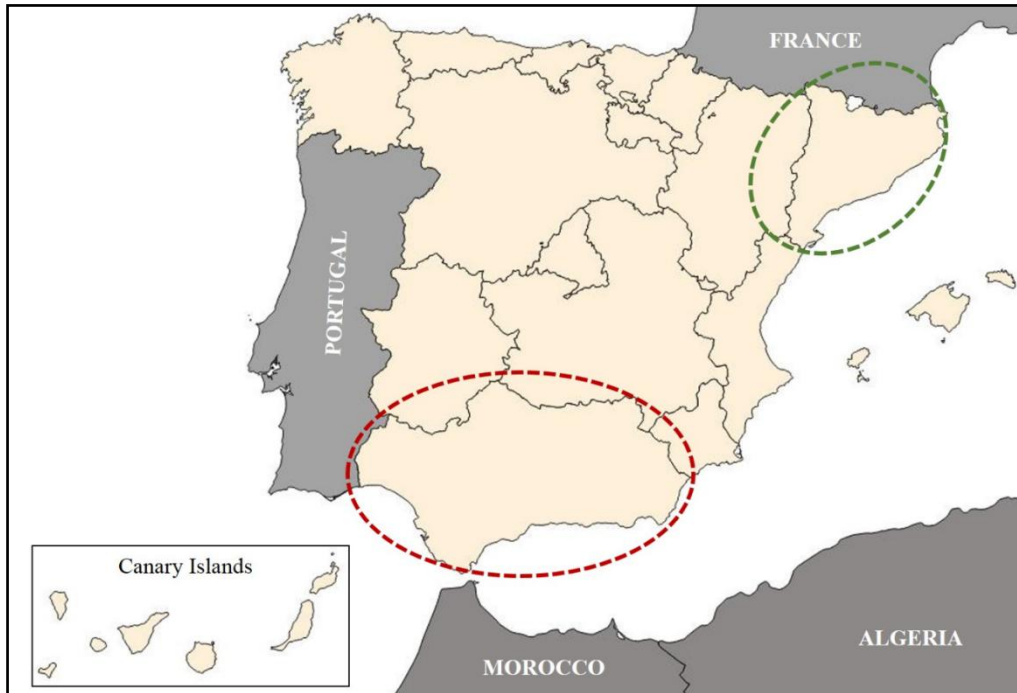 FRANCE
PORTUGAL
Canary Islands
ALGERIA
MOROCCO